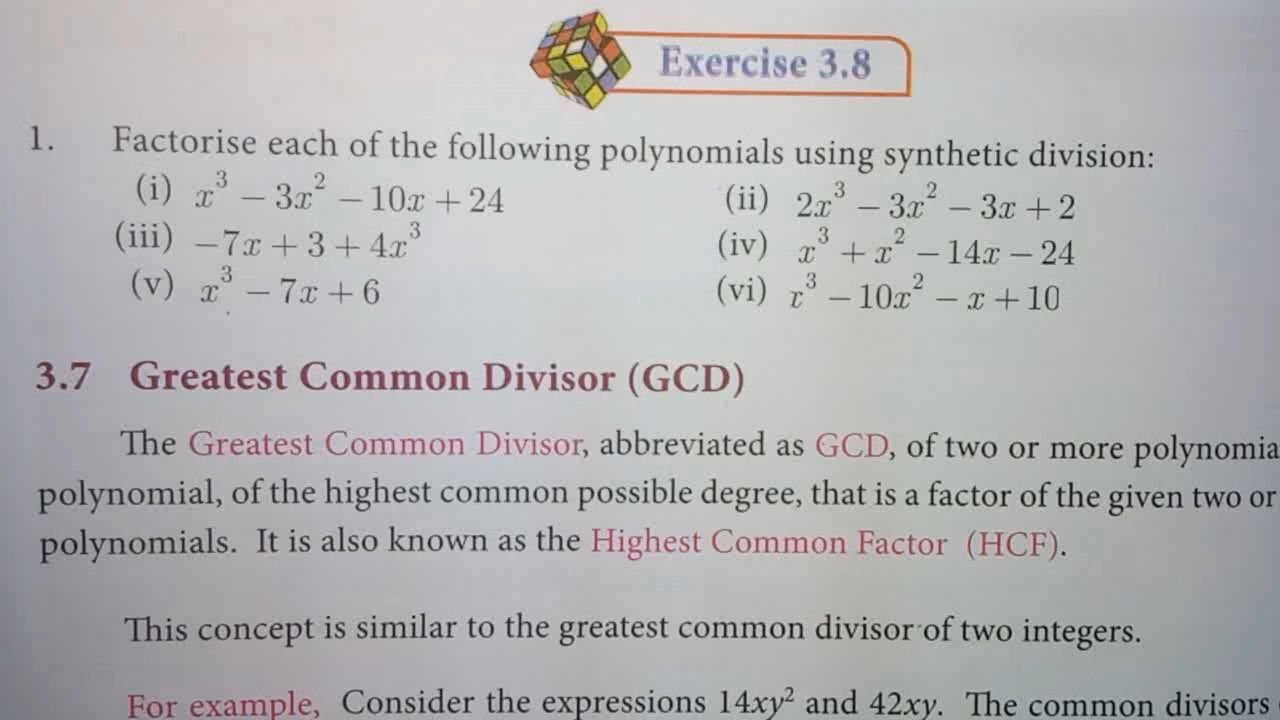 Exercise 3.8
1. Factorise each of the following polynomials using synthetic division:
(i) x³ − 3x² − 10x + 24 (ii) 2x³ − 3x² − 3x + 2
(iii) −7x + 3 + 4x³ (iv) x³ + x² − 14x − 24
(v) x³ − 7x + 6 (vi) x³ − 10x² − x + 10
3.7 Greatest Common Divisor (GCD)
The Greatest Common Divisor, abbreviated as GCD, of two or more polynomia
polynomial, of the highest common possible degree, that is a factor of the given two or
polynomials. It is also known as the Highest Common Factor (HCF).
This concept is similar to the greatest common divisor of two integers.
For example, Consider the expressions 14xy² and 42xy. The common divisors